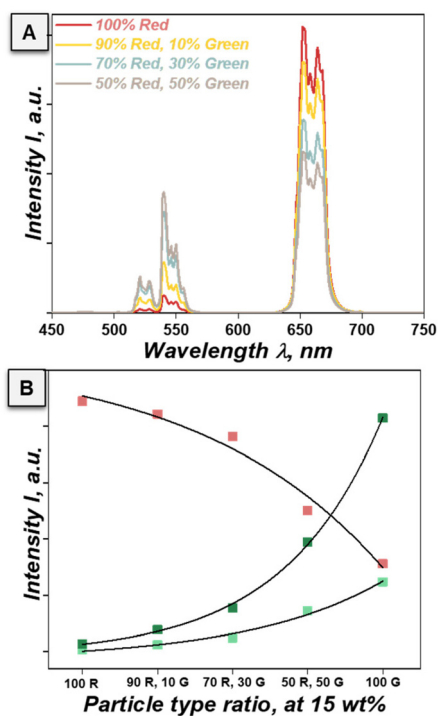 A
100% Red
90% Red, 10% Green
70% Red, 30% Green
50% Red, 50% Green
Intensity I, a.u.
450 500 550 600 650 700 750
Wavelength λ, nm
B
Intensity I, a.u.
100 R 90 R, 10 G 70 R, 30 G 50 R, 50 G 100 G
Particle type ratio, at 15 wt%